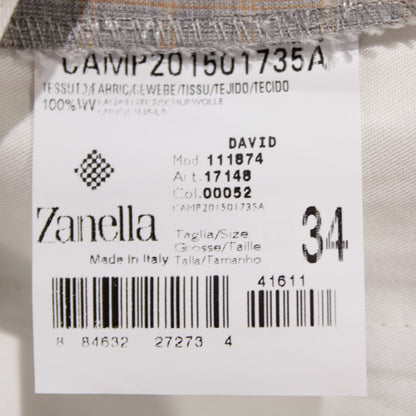 CAMP201501735A
TESSUTO/FABRIC/GEWEBE/TISSU/TEJIDO/TECIDO
100%
DAVID
Mod. 111874
Art. 17148
Col. 00052
CAMP201501735A
Zanella
Made in Italy
Taglia/Size
Grosse/Taille
Talla/Tamanho
34
41611
8 84632 27273 4